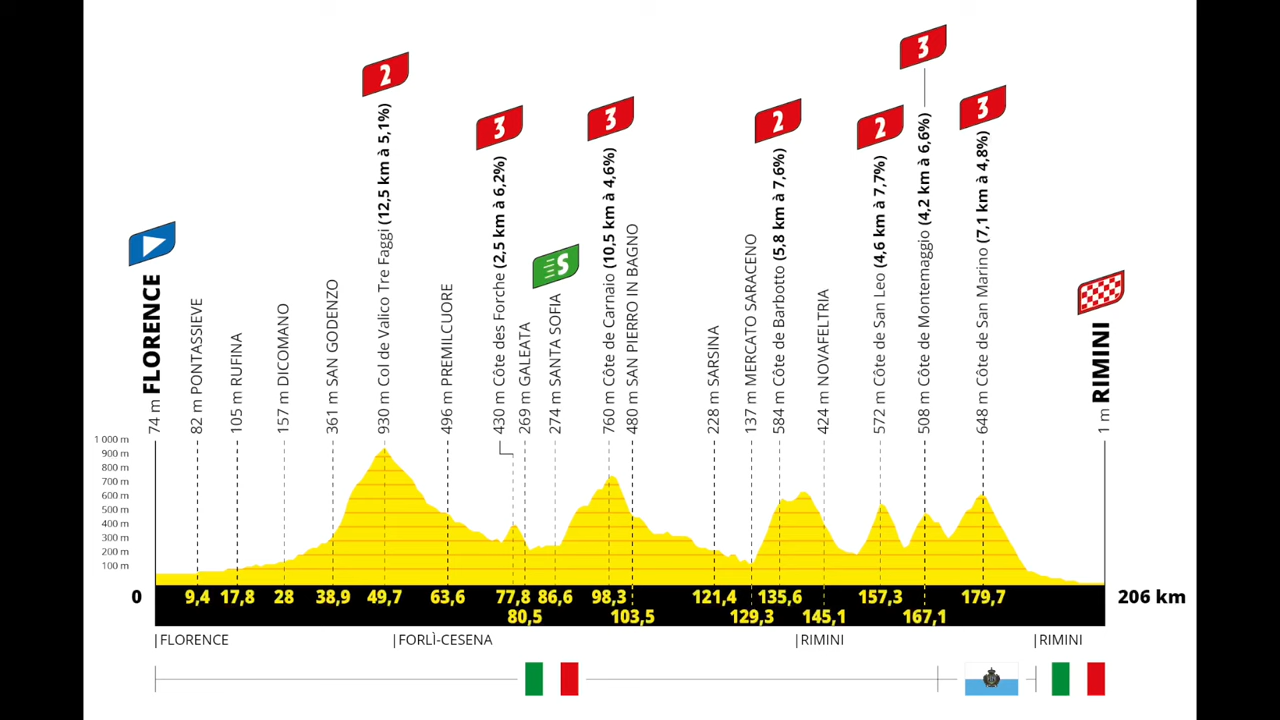 2
3
3
2
2
3
3
S
74 m FLORENCE
82 m PONTASSIEVE
105 m RUFINA
157 m DICOMANO
361 m SAN GODENZO
930 m Col de Valico Tre Faggi (12,5 km à 5,1%)
496 m PREMILCUORE
430 m Côte des Forche (2,5 km à 6,2%)
269 m GALEATA
274 m SANTA SOFIA
760 m Côte de Carnaio (10,5 km à 4,6%)
480 m SAN PIERRO IN BAGNO
228 m SARSINA
137 m MERCATO SARACENO
584 m Côte de Barbotto (5,8 km à 7,6%)
424 m NOVAFELTRIA
572 m Côte de San Leo (4,6 km à 7,7%)
508 m Côte de Montemaggio (4,2 km à 6,6%)
648 m Côte de San Marino (7,1 km à 4,8%)
1 m RIMINI
1 000 m
900 m
800 m
700 m
600 m
500 m
400 m
300 m
200 m
100 m
0 9,4 17,8 28 38,9 49,7 63,6 77,8 86,6 98,3 121,4 135,6 157,3 179,7 206 km
80,5 103,5 129,3 145,1 167,1
FLORENCE FORLÌ-CESENA RIMINI RIMINI